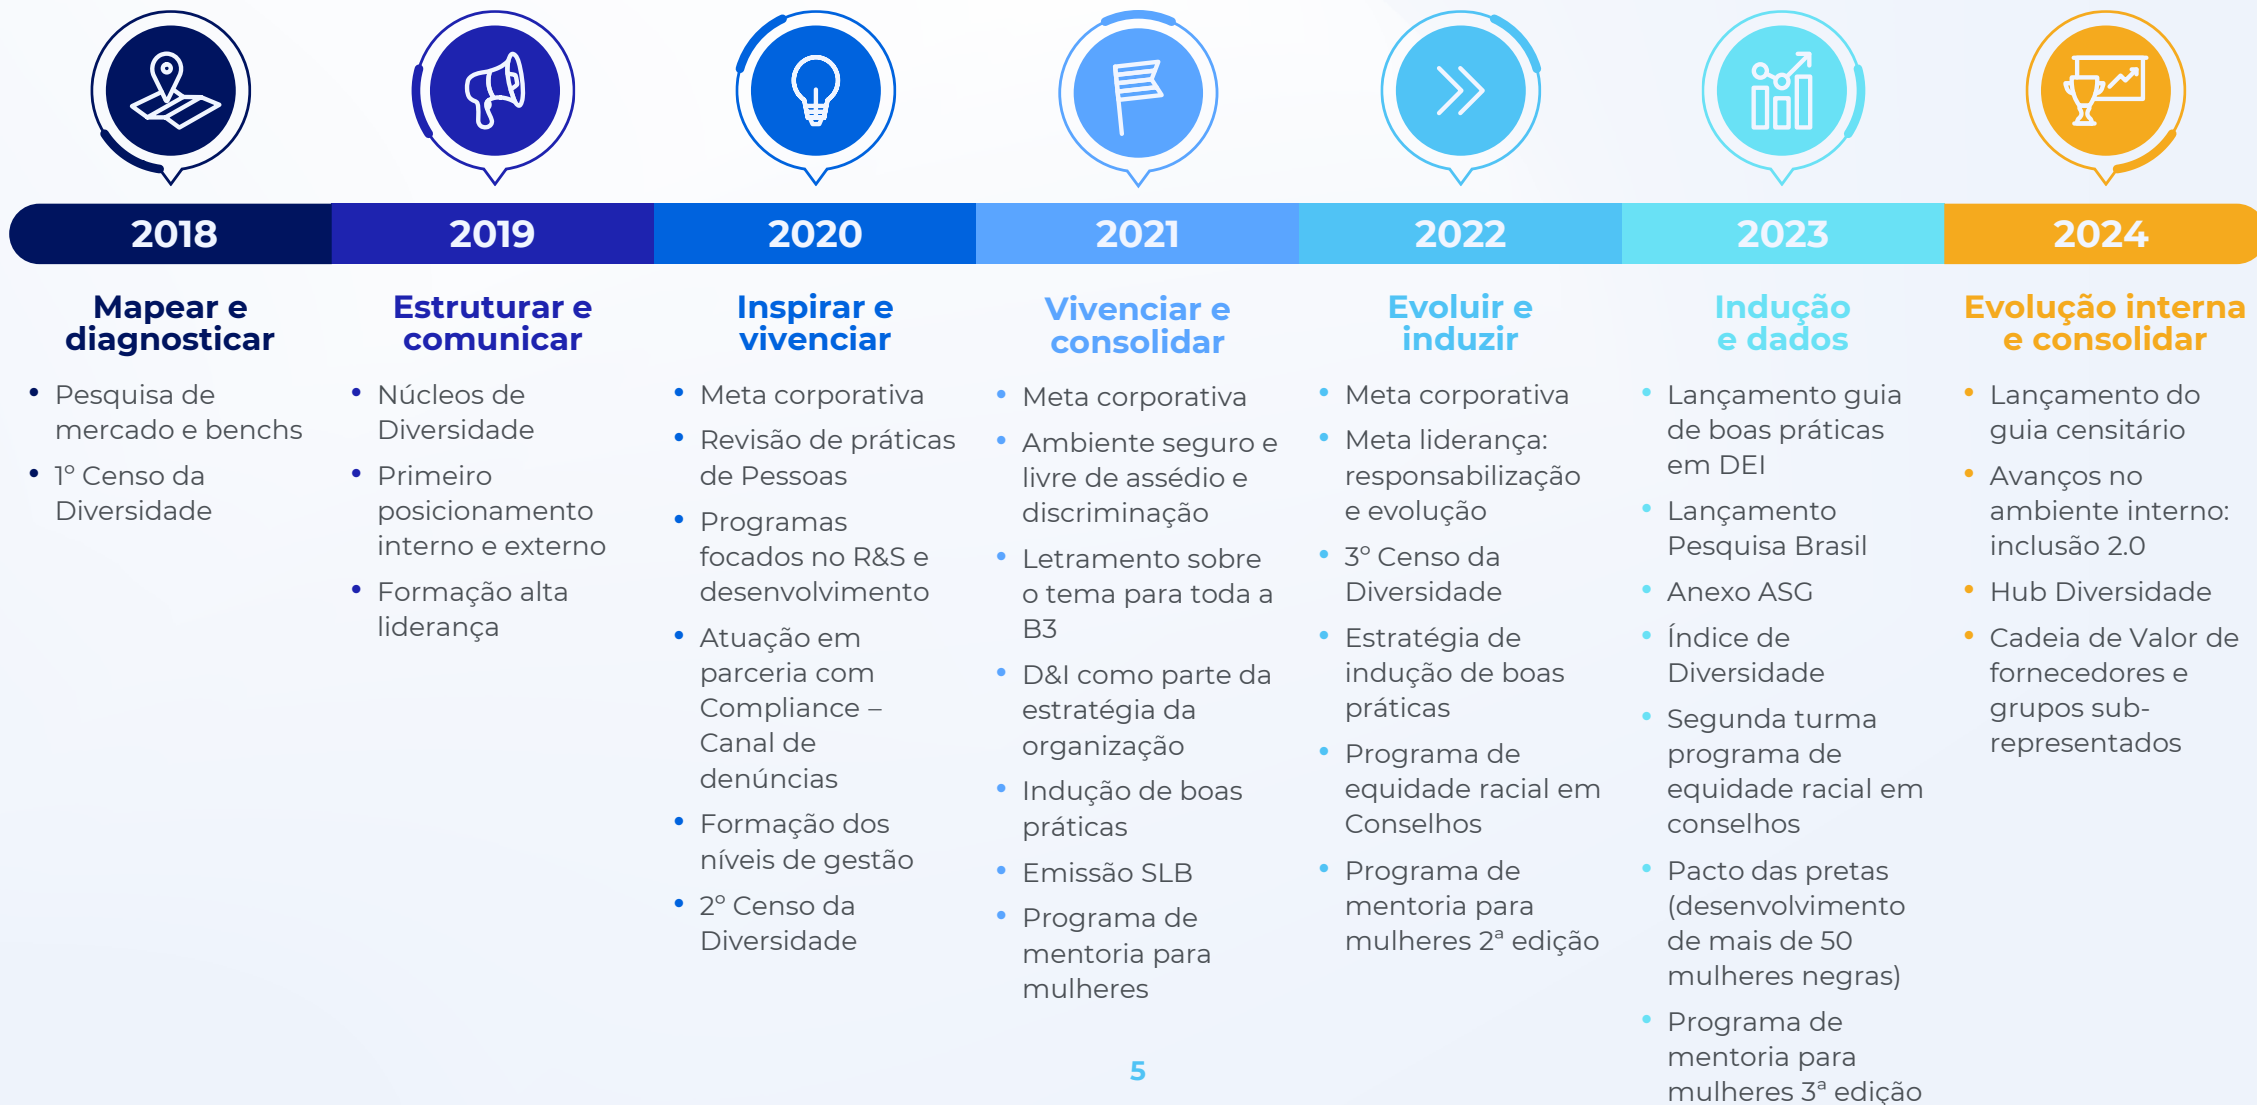 2018
Mapear e
diagnosticar
• Pesquisa de
mercado e benchs
• 1º Censo da
Diversidade
2019
Estruturar e
comunicar
• Núcleos de
Diversidade
• Primeiro
posicionamento
interno e externo
• Formação alta
liderança
2020
Inspirar e
vivenciar
• Meta corporativa
• Revisão de práticas
de Pessoas
• Programas
focados no R&S e
desenvolvimento
• Atuação em
parceria com
Compliance –
Canal de
denúncias
• Formação dos
níveis de gestão
• 2º Censo da
Diversidade
2021
Vivenciar e
consolidar
• Meta corporativa
• Ambiente seguro e
livre de assédio e
discriminação
• Letramento sobre
o tema para toda a
B3
• D&I como parte da
estratégia da
organização
• Indução de boas
práticas
• Emissão SLB
• Programa de
mentoria para
mulheres
2022
Evoluir e
induzir
• Meta corporativa
• Meta liderança:
responsabilização
e evolução
• 3º Censo da
Diversidade
• Estratégia de
indução de boas
práticas
• Programa de
equidade racial em
Conselhos
• Programa de
mentoria para
mulheres 2ª edição
2023
Indução
e dados
• Lançamento guia
de boas práticas
em DEI
• Lançamento
Pesquisa Brasil
• Anexo ASG
• Índice de
Diversidade
• Segunda turma
programa de
equidade racial em
conselhos
• Pacto das pretas
(desenvolvimento
de mais de 50
mulheres negras)
• Programa de
mentoria para
mulheres 3ª edição
2024
Evolução interna
e consolidar
• Lançamento do
guia censitário
• Avanços no
ambiente interno:
inclusão 2.0
• Hub Diversidade
• Cadeia de Valor de
fornecedores e
grupos sub-
representados
5